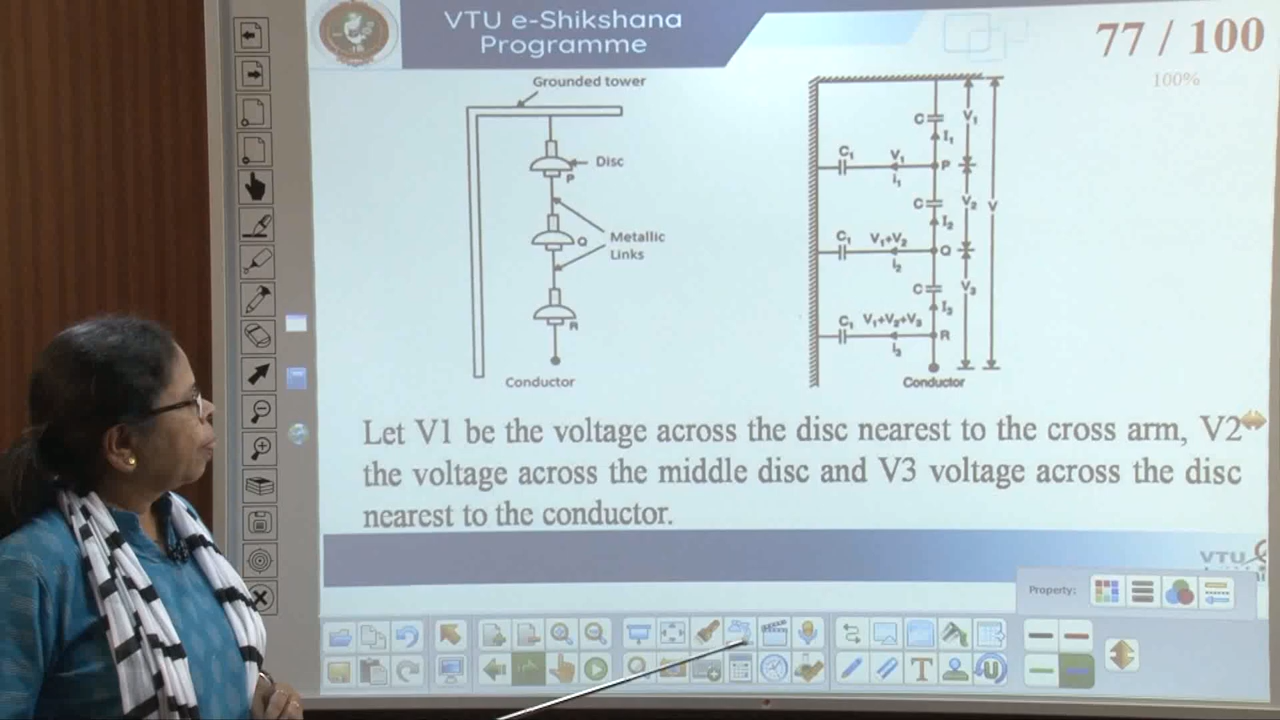 VTU e-Shikshana
Programme
77 / 100
100%
Grounded tower
Disc
P
Q
Metallic
Links
R
Conductor
C
V₁
I₁
C₁
V₁
P
i₁
C
V₂
V
I₂
C₁
V₁+V₂
Q
i₂
C
V₃
I₃
C₁
V₁+V₂+V₃
R
i₃
Conductor
Let V1 be the voltage across the disc nearest to the cross arm, V2
the voltage across the middle disc and V3 voltage across the disc
nearest to the conductor.
VTU
Property:
T